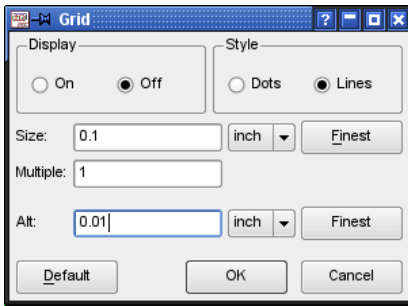 Grid
Display Style
On Off Dots Lines
Size: 0.1 inch Finest
Multiple: 1
Alt: 0.01 inch Finest
Default OK Cancel